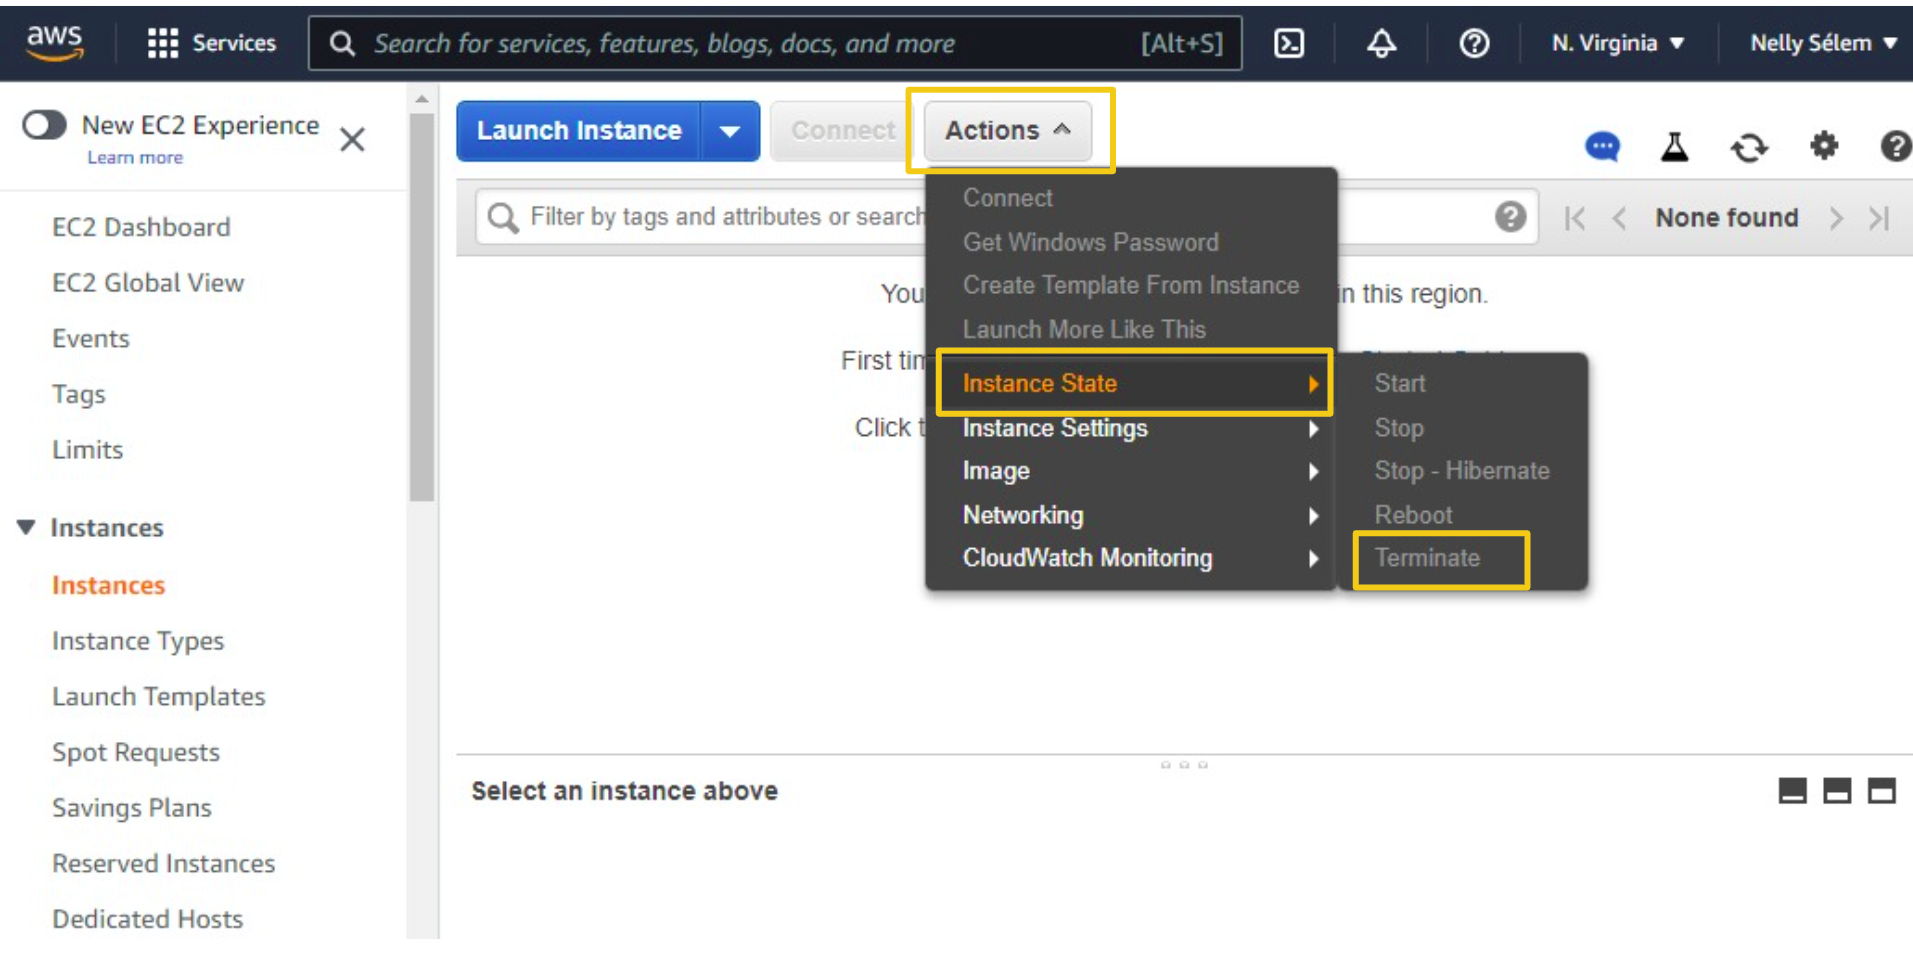 aws
Services
Search for services, features, blogs, docs, and more
[Alt+S]
N. Virginia
Nelly Sélem
New EC2 Experience
Learn more
EC2 Dashboard
EC2 Global View
Events
Tags
Limits
Instances
Instances
Instance Types
Launch Templates
Spot Requests
Savings Plans
Reserved Instances
Dedicated Hosts
Launch Instance
Connect
Actions
Filter by tags and attributes or search
None found
You
in this region.
First tim
Click t
Connect
Get Windows Password
Create Template From Instance
Launch More Like This
Instance State
Instance Settings
Image
Networking
CloudWatch Monitoring
Start
Stop
Stop - Hibernate
Reboot
Terminate
Select an instance above